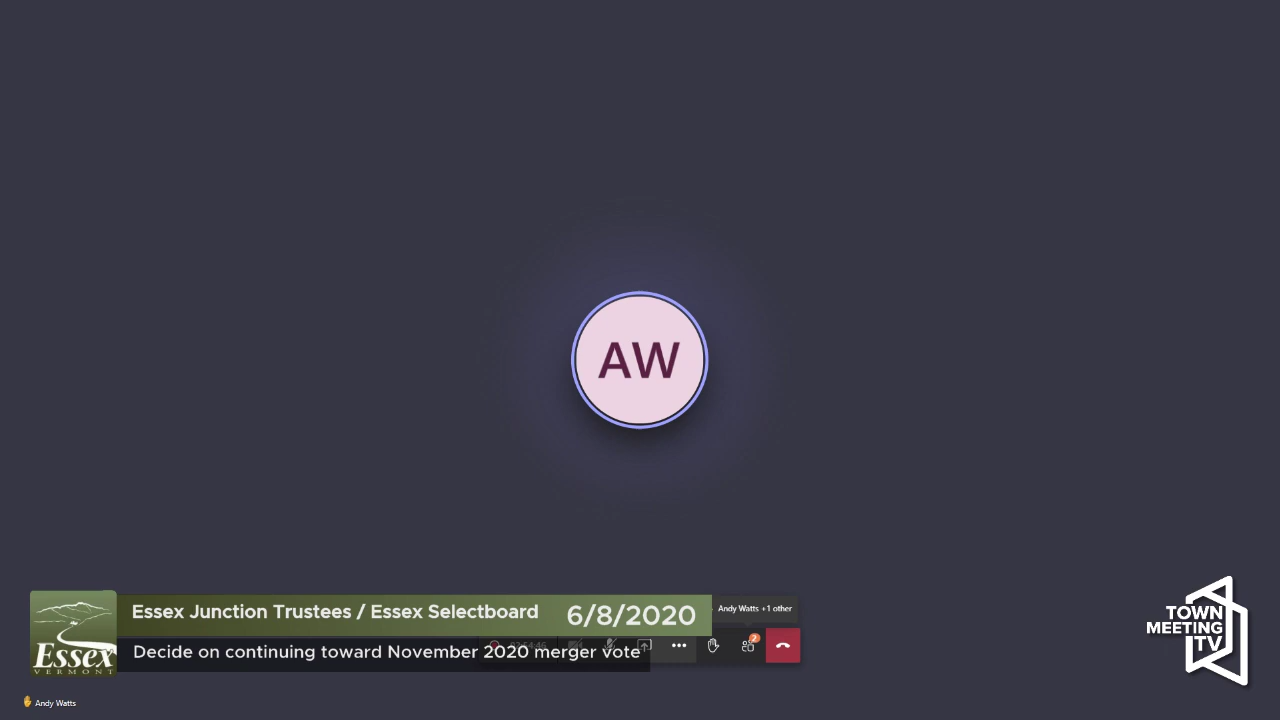 AW
Essex Junction Trustees / Essex Selectboard
6/8/2020
Andy Watts +1 other
2
Decide on continuing toward November 2020 merger vote
Essex
VERMONT
TOWN
MEETING
TV
Andy Watts